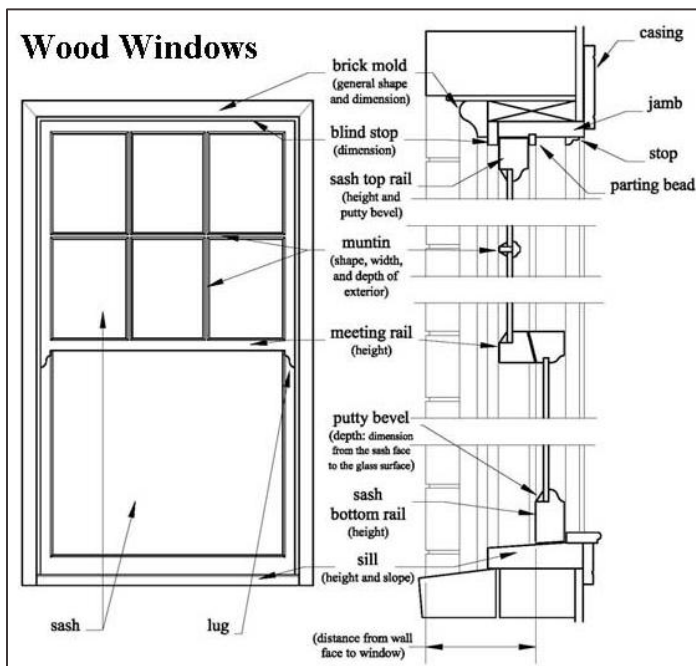 Wood Windows
brick mold
(general shape
and dimension)
blind stop
(dimension)
sash top rail
(height and
putty bevel)
muntin
(shape, width,
and depth of
exterior)
meeting rail
(height)
putty bevel
(depth: dimension
from the sash face
to the glass surface)
sash
bottom rail
(height)
sill
(height and slope)
(distance from wall
face to window)
sash
lug
casing
jamb
stop
parting bead